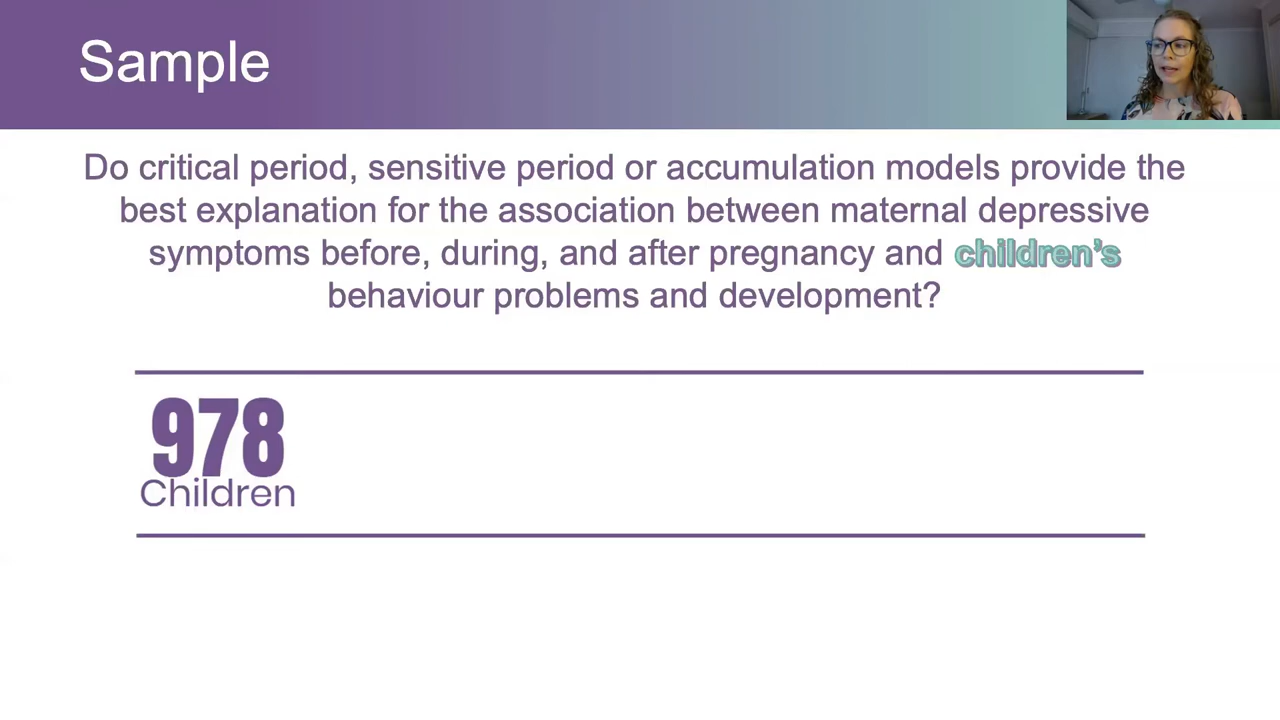 Sample
Do critical period, sensitive period or accumulation models provide the
best explanation for the association between maternal depressive
symptoms before, during, and after pregnancy and children’s
behaviour problems and development?
978
Children